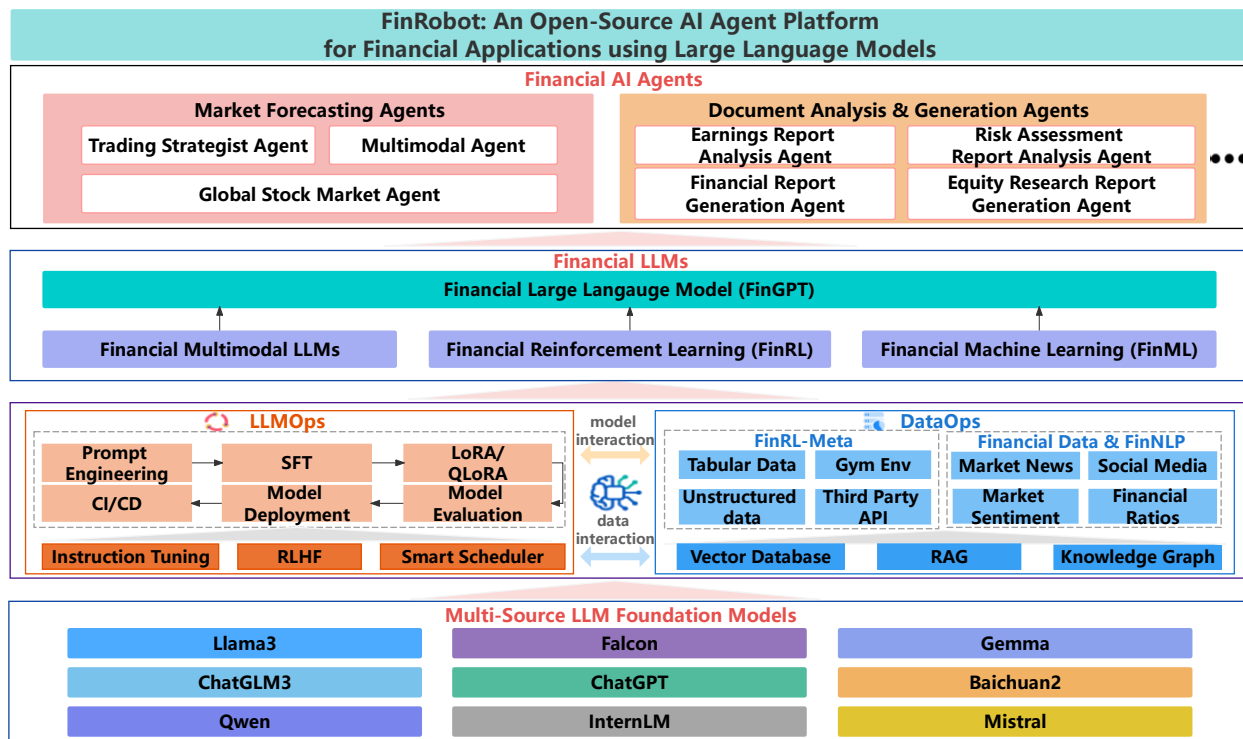 FinRobot: An Open-Source AI Agent Platform
for Financial Applications using Large Language Models
Financial AI Agents
Market Forecasting Agents
Trading Strategist Agent
Multimodal Agent
Global Stock Market Agent
Document Analysis & Generation Agents
Earnings Report
Analysis Agent
Risk Assessment
Report Analysis Agent
Financial Report
Generation Agent
Equity Research Report
Generation Agent
Financial LLMs
Financial Large Langauge Model (FinGPT)
Financial Multimodal LLMs
Financial Reinforcement Learning (FinRL)
Financial Machine Learning (FinML)
LLMOps
Prompt
Engineering
SFT
LoRA/
QLoRA
CI/CD
Model
Deployment
Model
Evaluation
Instruction Tuning
RLHF
Smart Scheduler
model
interaction
data
interaction
DataOps
FinRL-Meta
Tabular Data
Gym Env
Unstructured
data
Third Party
API
Financial Data & FinNLP
Market News
Social Media
Market
Sentiment
Financial
Ratios
Vector Database
RAG
Knowledge Graph
Multi-Source LLM Foundation Models
Llama3
Falcon
Gemma
ChatGLM3
ChatGPT
Baichuan2
Qwen
InternLM
Mistral